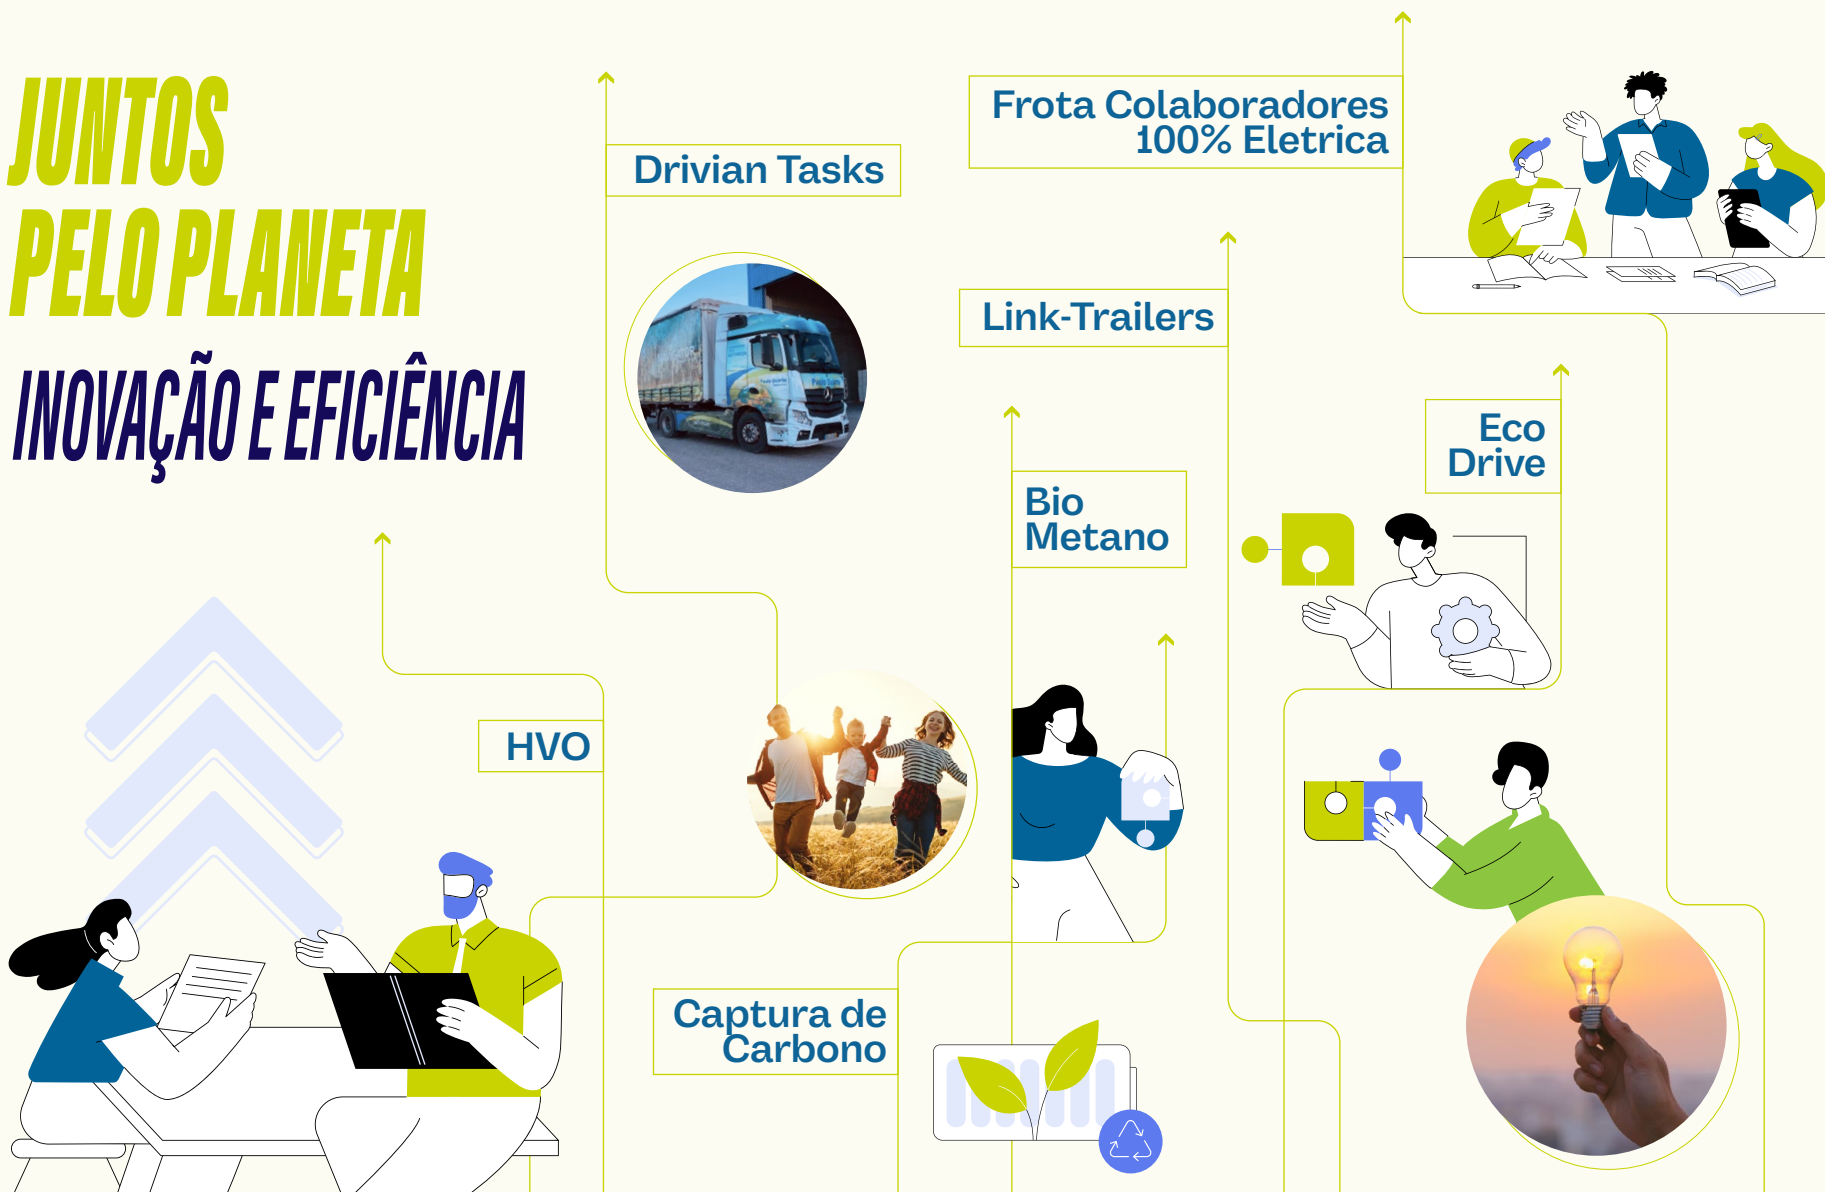 JUNTOS
PELO PLANETA
INOVAÇÃO E EFICIÊNCIA
Drivian Tasks
Frota Colaboradores
100% Eletrica
Link-Trailers
Eco
Drive
Bio
Metano
HVO
Captura de
Carbono